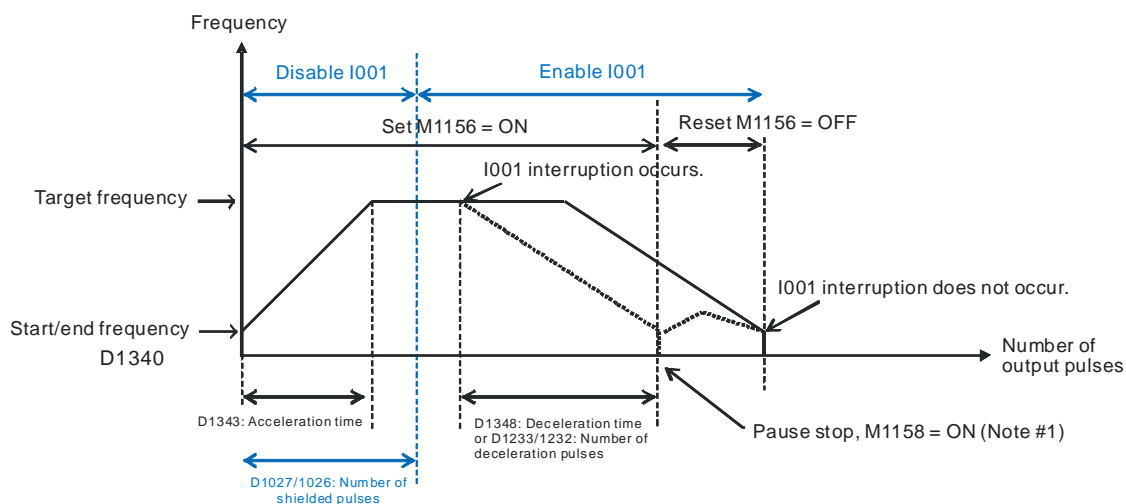 Frequency
Disable I001
Enable I001
Set M1156 = ON
Reset M1156 = OFF
I001 interruption occurs.
Target frequency
I001 interruption does not occur.
Start/end frequency
D1340
Number of
output pulses
D1343: Acceleration time
D1348: Deceleration time
or D1233/1232: Number of
deceleration pulses
Pause stop, M1158 = ON (Note #1)
D1027/1026: Number of
shielded pulses